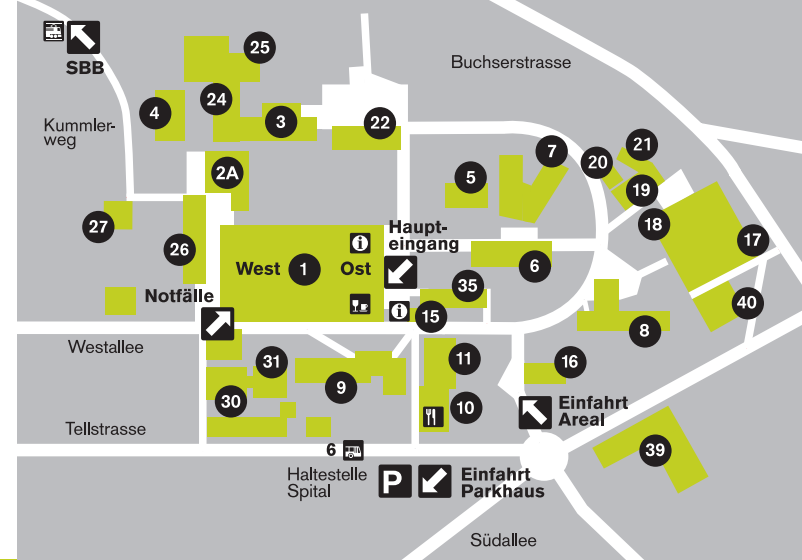 25
SBB
Buchserstrasse
24
4
3
22
Kummler-
weg
7
21
20
2A
5
19
27
26
Haupt-
eingang
18
17
i
West 1 Ost
6
35
Notfälle
i
15
40
8
Westallee
11
31
16
9
30
10
Einfahrt
Areal
Tellstrasse
6
39
Haltestelle
Spital
P
Einfahrt
Parkhaus
Südallee